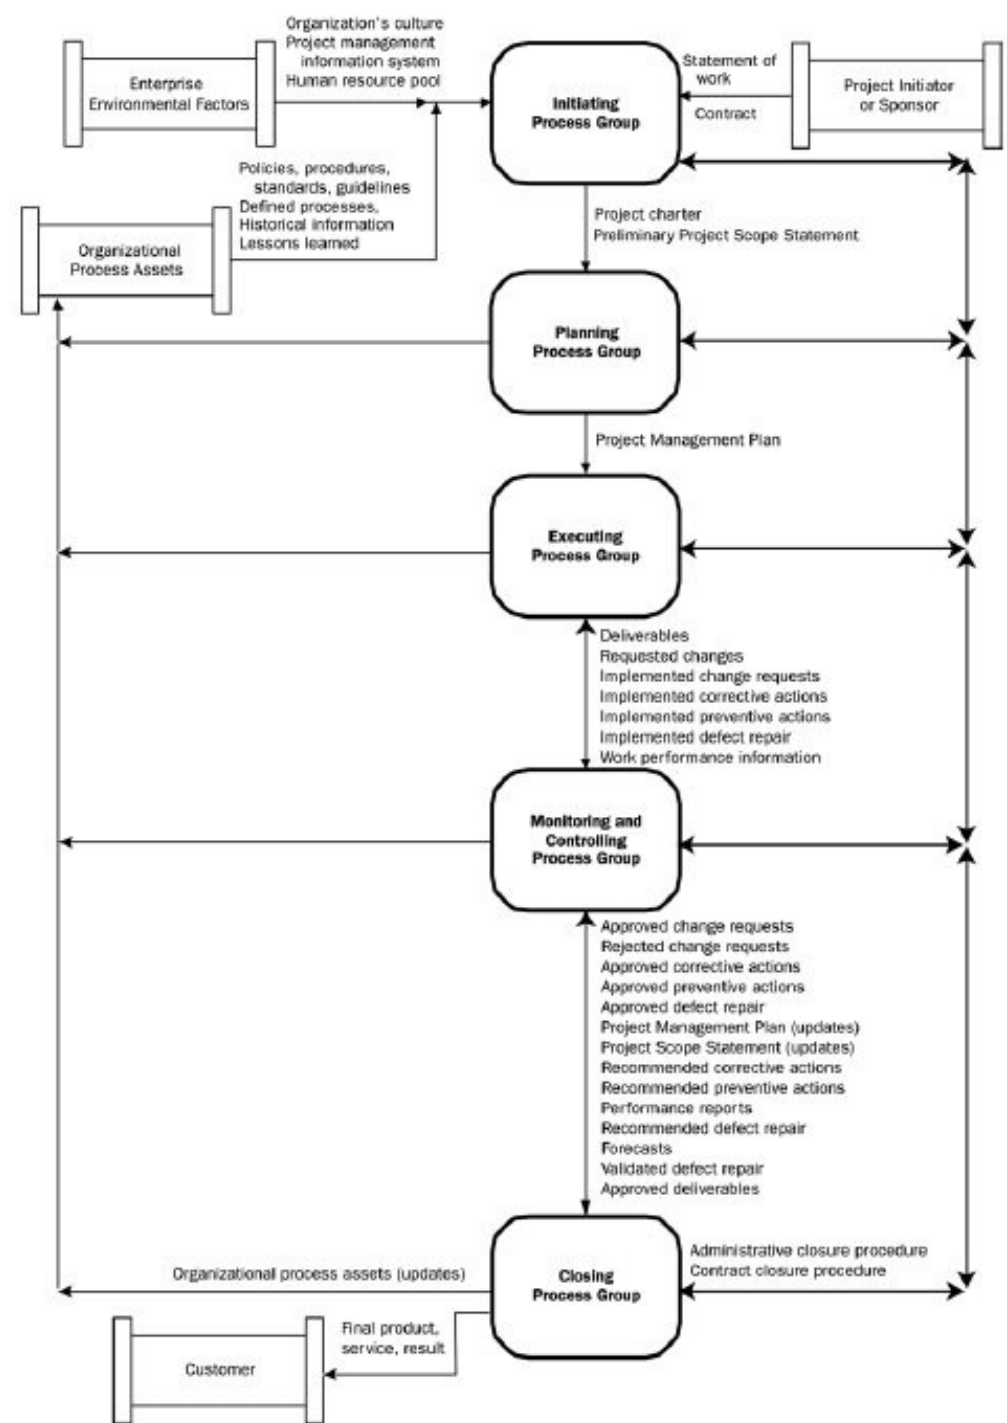 Organization's culture
Project management
information system
Human resource pool
Enterprise
Environmental Factors
Initiating
Process Group
Statement of
work
Contract
Project Initiator
or Sponsor
Policies, procedures,
standards, guidelines
Defined processes,
Historical information
Lessons learned
Organizational
Process Assets
Project charter
Preliminary Project Scope Statement
Planning
Process Group
Project Management Plan
Executing
Process Group
Deliverables
Requested changes
Implemented change requests
Implemented corrective actions
Implemented preventive actions
Implemented defect repair
Work performance information
Monitoring and
Controlling
Process Group
Approved change requests
Rejected change requests
Approved corrective actions
Approved preventive actions
Approved defect repair
Project Management Plan (updates)
Project Scope Statement (updates)
Recommended corrective actions
Recommended preventive actions
Performance reports
Recommended defect repair
Forecasts
Validated defect repair
Approved deliverables
Organizational process assets (updates)
Closing
Process Group
Administrative closure procedure
Contract closure procedure
Final product,
service, result
Customer